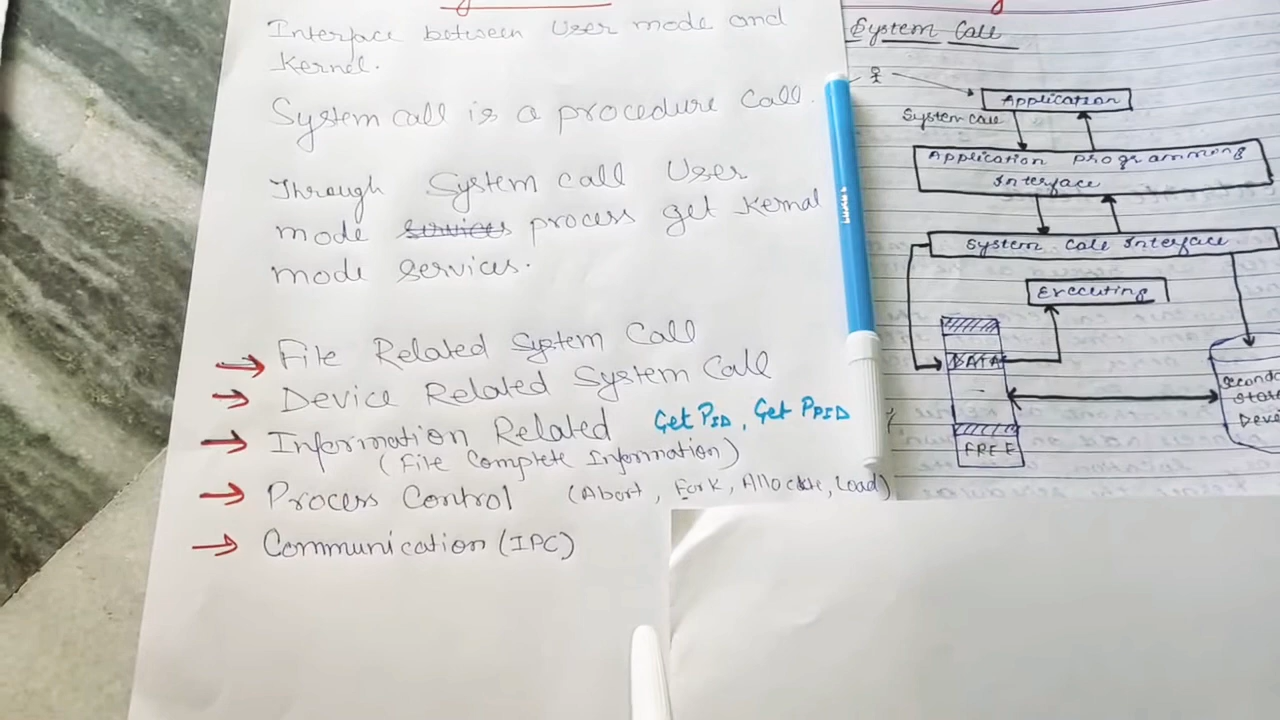 Interface between User mode and
Kernel.
System call is a procedure call.
Through System call User
mode services process get Kernal
mode services.
File Related System Call
Device Related System Call
Information Related Get PID, Get PPID
(File Complete Information)
Process Control (Abort, Fork, Allocate, Load)
Communication (IPC)
System Call
Application
System call
Application programming
Interface
System Call Interface
Executing
DATA
FREE